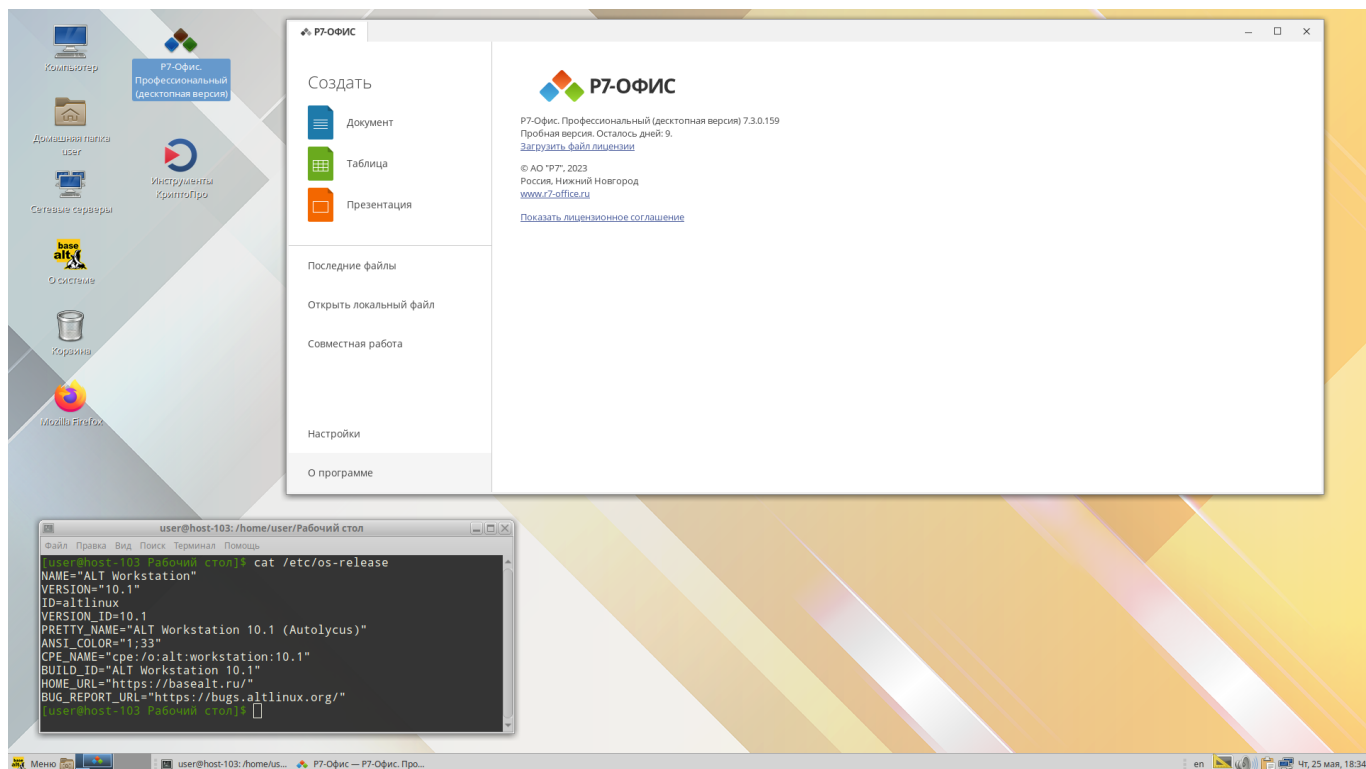 Компьютер
Р7-Офис.
Профессиональный
(десктопная версия)
Домашняя папка
user
Инструменты
КриптоПро
Сетевые серверы
base
alt
О системе
Корзина
Mozilla Firefox
Р7-ОФИС
Создать
Документ
Таблица
Презентация
Последние файлы
Открыть локальный файл
Совместная работа
Настройки
О программе
Р7-ОФИС
Р7-Офис. Профессиональный (десктопная версия) 7.3.0.159
Пробная версия. Осталось дней: 9.
Загрузить файл лицензии
© АО "Р7", 2023
Россия, Нижний Новгород
www.r7-office.ru
Показать лицензионное соглашение
user@host-103: /home/user/Рабочий стол
Файл Правка Вид Поиск Терминал Помощь
[user@host-103 Рабочий стол]$ cat /etc/os-release
NAME="ALT Workstation"
VERSION="10.1"
ID=altlinux
VERSION_ID=10.1
PRETTY_NAME="ALT Workstation 10.1 (Autolycus)"
ANSI_COLOR="1;33"
CPE_NAME="cpe:/o:alt:workstation:10.1"
BUILD_ID="ALT Workstation 10.1"
HOME_URL="https://basealt.ru/"
BUG_REPORT_URL="https://bugs.altlinux.org/"
[user@host-103 Рабочий стол]$
Меню
user@host-103: /home/us...
Р7-Офис — Р7-Офис. Про...
en
Чт, 25 мая, 18:34